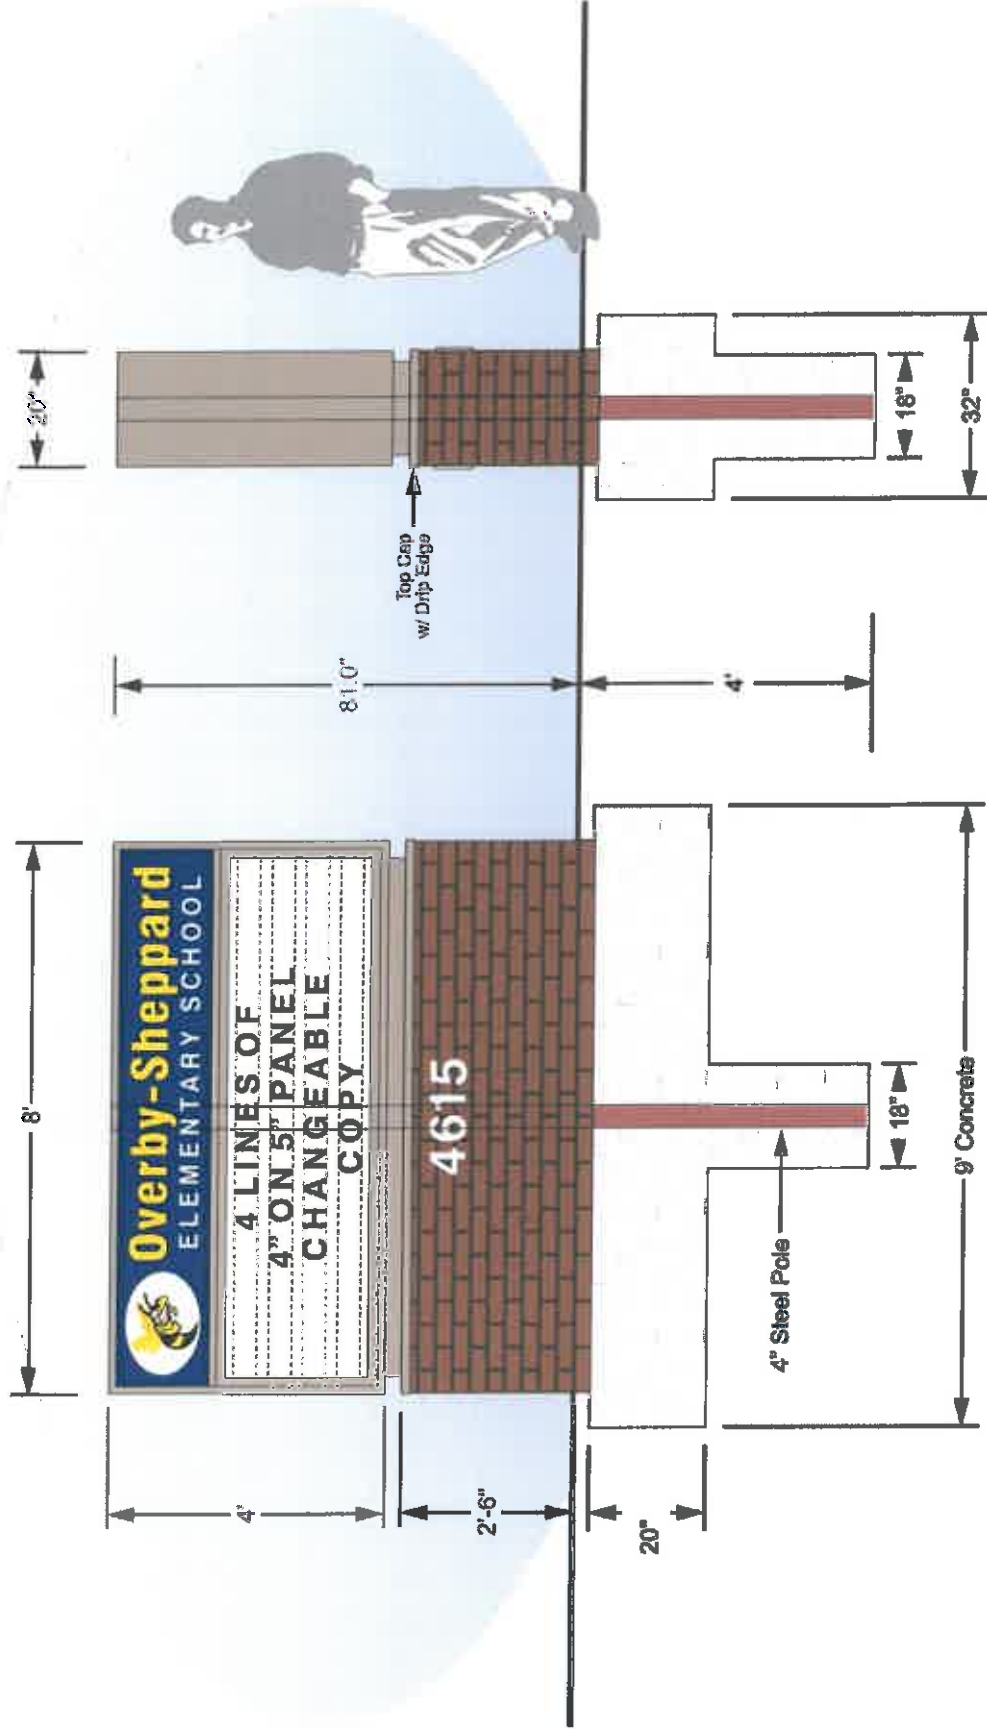 8'
20"
Overby-Sheppard
ELEMENTARY SCHOOL
4 LINES OF
4" ON 5" PANEL
CHANGEABLE
COPY
4615
4'
2'-6"
20"
81.0"
4'
Top Cap
w/ Drip Edge
4" Steel Pole
18"
9' Concrete
18"
32"